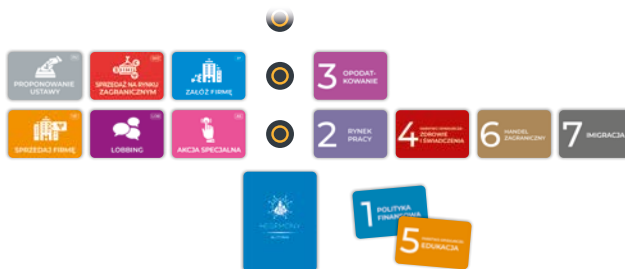 PROPONOWANIE
USTAWY
SPRZEDAŻ NA RYNKU
ZAGRANICZNYM
ZAŁÓŻ FIRMĘ
3 OPODAT-
KOWANIE
SPRZEDAJ FIRMĘ
LOBBING
AKCJA SPECJALNA
2 RYNEK
PRACY
4
ZDROWIE
I ŚWIADCZENIA
6 HANDEL
ZAGRANICZNY
7 IMIGRACJA
HEGEMONY
1 POLITYKA
FINANSOWA
5
EDUKACJA